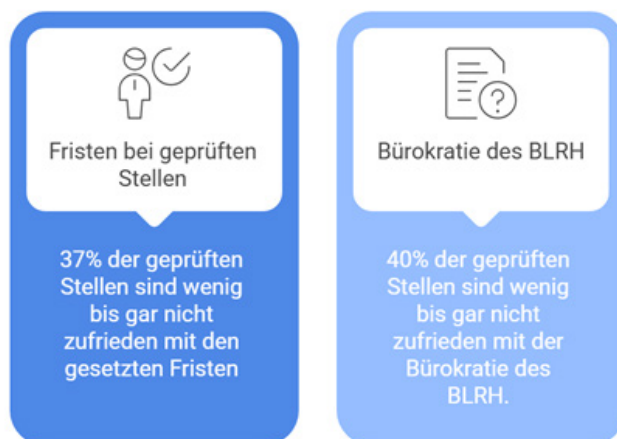 Fristen bei geprüften
Stellen
37% der geprüften
Stellen sind wenig
bis gar nicht
zufrieden mit den
gesetzten Fristen
Bürokratie des BLRH
40% der geprüften
Stellen sind wenig
bis gar nicht
zufrieden mit der
Bürokratie des
BLRH.